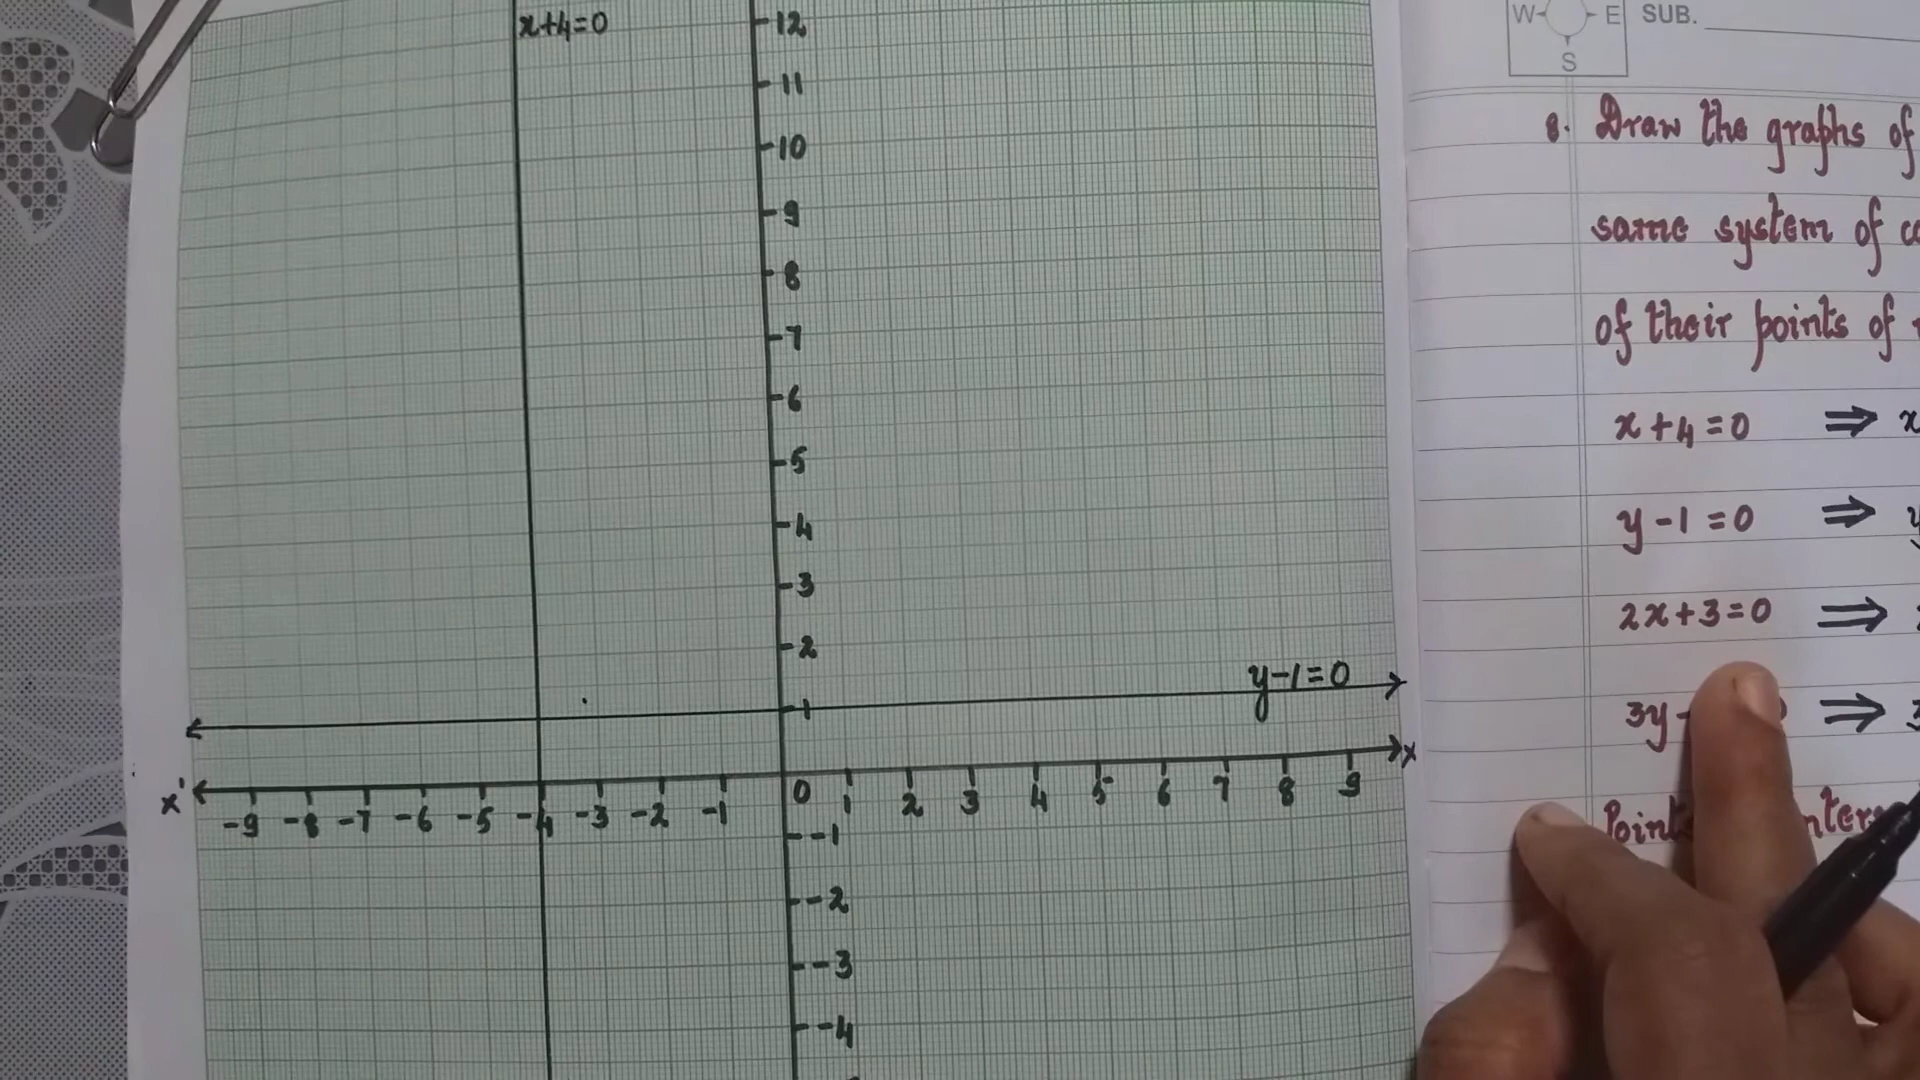 x+4=0
12
11
10
9
8
7
6
5
4
3
2
y-1=0
1
x' x
-9 -8 -7 -6 -5 -4 -3 -2 -1 0 1 2 3 4 5 6 7 8 9
-1
-2
-3
-4
W E SUB.
S
8. Draw the graphs of
same system of
of their points of
x+4=0 ⇒ x
y-1=0 ⇒ y
2x+3=0 ⇒
3y- ⇒ 3